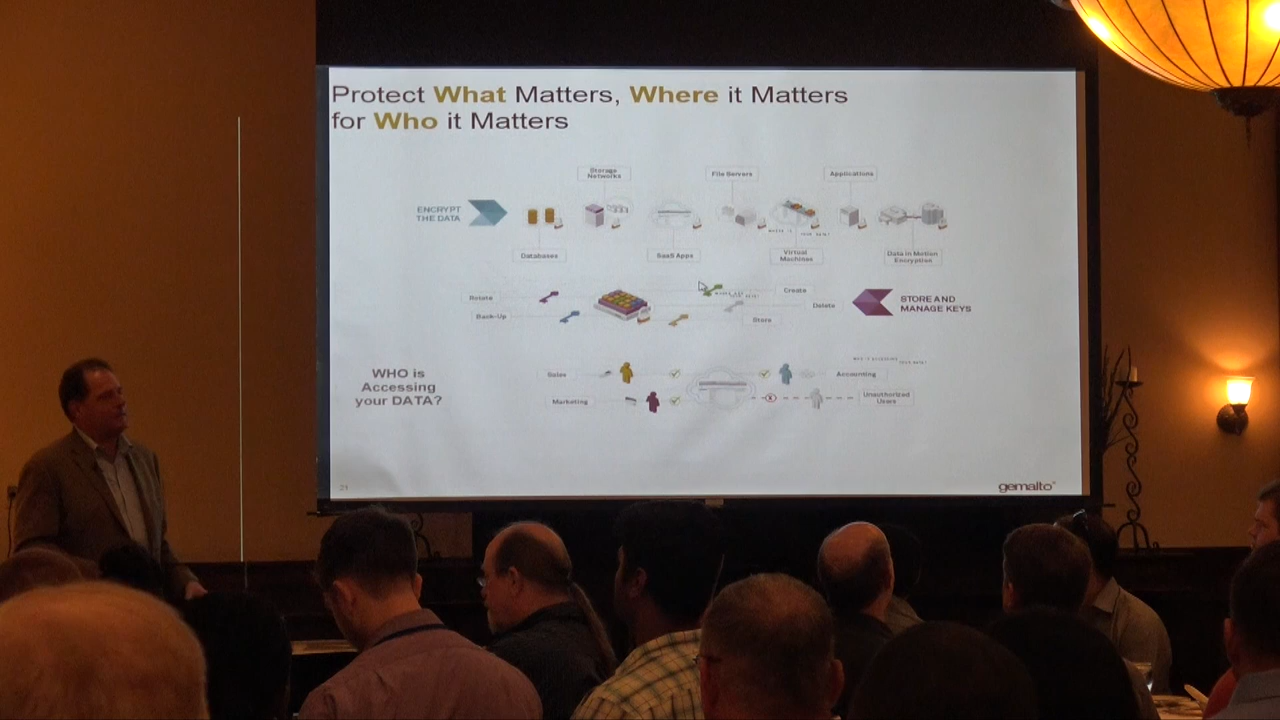 Protect What Matters, Where it Matters
for Who it Matters
Storage
Networks
File Servers
Applications
ENCRYPT
THE DATA
Databases
SaaS Apps
Virtual
Machines
Data in Motion
Encryption
Rotate
Back-Up
Create
Delete
Store
STORE AND
MANAGE KEYS
WHO is
Accessing
your DATA?
Sales
Marketing
Accounting
Unauthorized
Users
25
gemalto